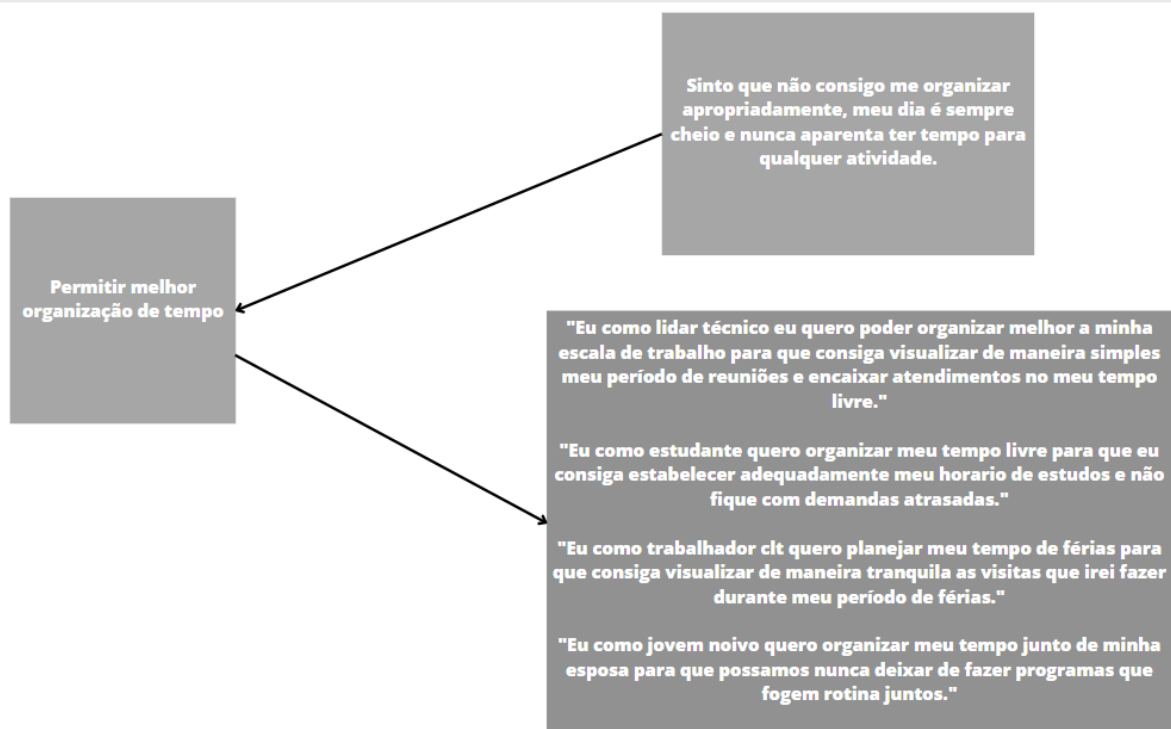 Sinto que não consigo me organizar
apropriadamente, meu dia é sempre
cheio e nunca aparenta ter tempo para
qualquer atividade.
Permitir melhor
organização de tempo
"Eu como lidar técnico eu quero poder organizar melhor a minha
escala de trabalho para que consiga visualizar de maneira simples
meu período de reuniões e encaixar atendimentos no meu tempo
livre."
"Eu como estudante quero organizar meu tempo livre para que eu
consiga estabelecer adequadamente meu horario de estudos e não
fique com demandas atrasadas."
"Eu como trabalhador clt quero planejar meu tempo de férias para
que consiga visualizar de maneira tranquila as visitas que irei fazer
durante meu período de férias."
"Eu como jovem noivo quero organizar meu tempo junto de minha
esposa para que possamos nunca deixar de fazer programas que
fogem rotina juntos."